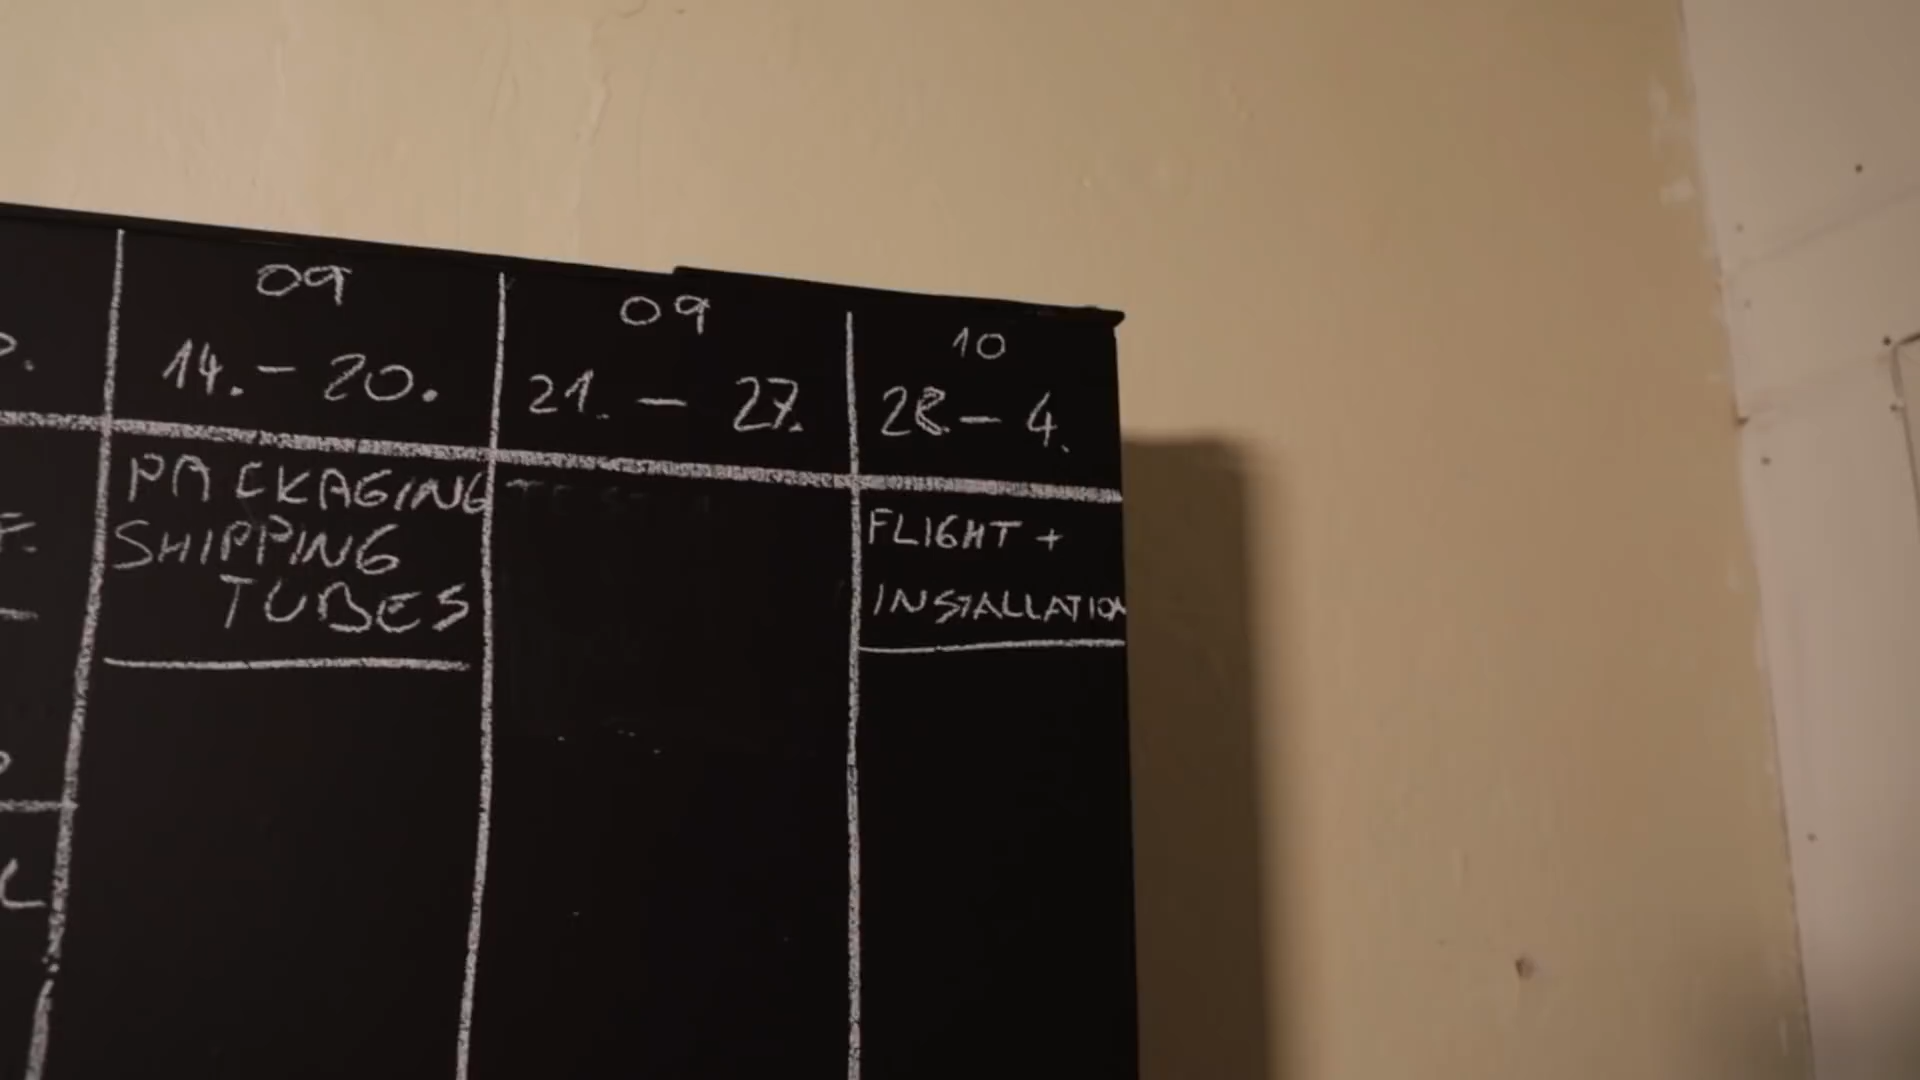 09
14. - 20.
PACKAGING
SHIPPING
TUBES
09
21. - 27.
10
28 - 4.
FLIGHT +
INSTALLATION